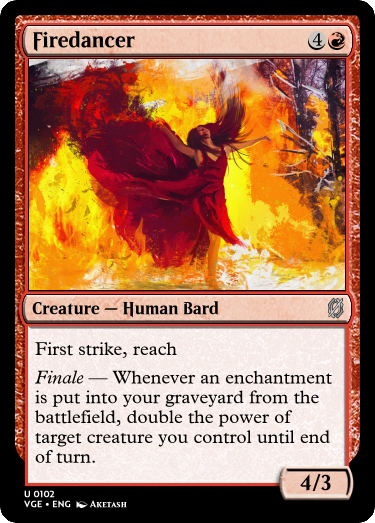 Firedancer
4
Creature — Human Bard
First strike, reach
Finale — Whenever an enchantment
is put into your graveyard from the
battlefield, double the power of
target creature you control until end
of turn.
4/3
U 0102
VGE • ENG Aketash